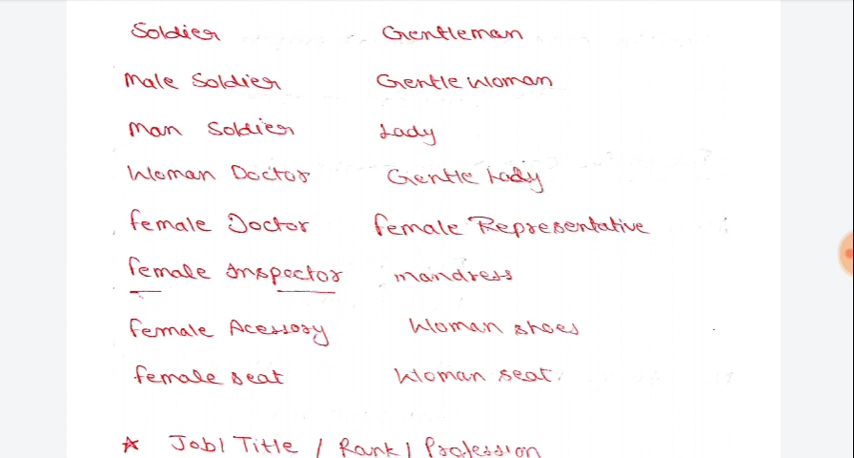 Soldier Gentleman
Male Soldier Gentle woman
Man Soldier Lady
Woman Doctor Gentle Lady
female Doctor female Representative
female Inspector mandress
female Acessory Woman shoes
female seat Woman seat.
★ Job / Title / Rank / Profession